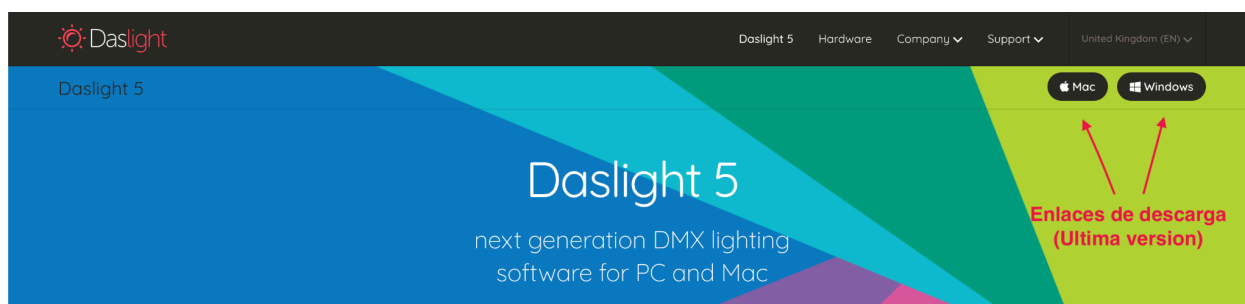 Daslight
Daslight 5 Hardware Company Support United Kingdom (EN)
Daslight 5
Mac Windows
Daslight 5
next generation DMX lighting
software for PC and Mac
Enlaces de descarga
(Ultima version)